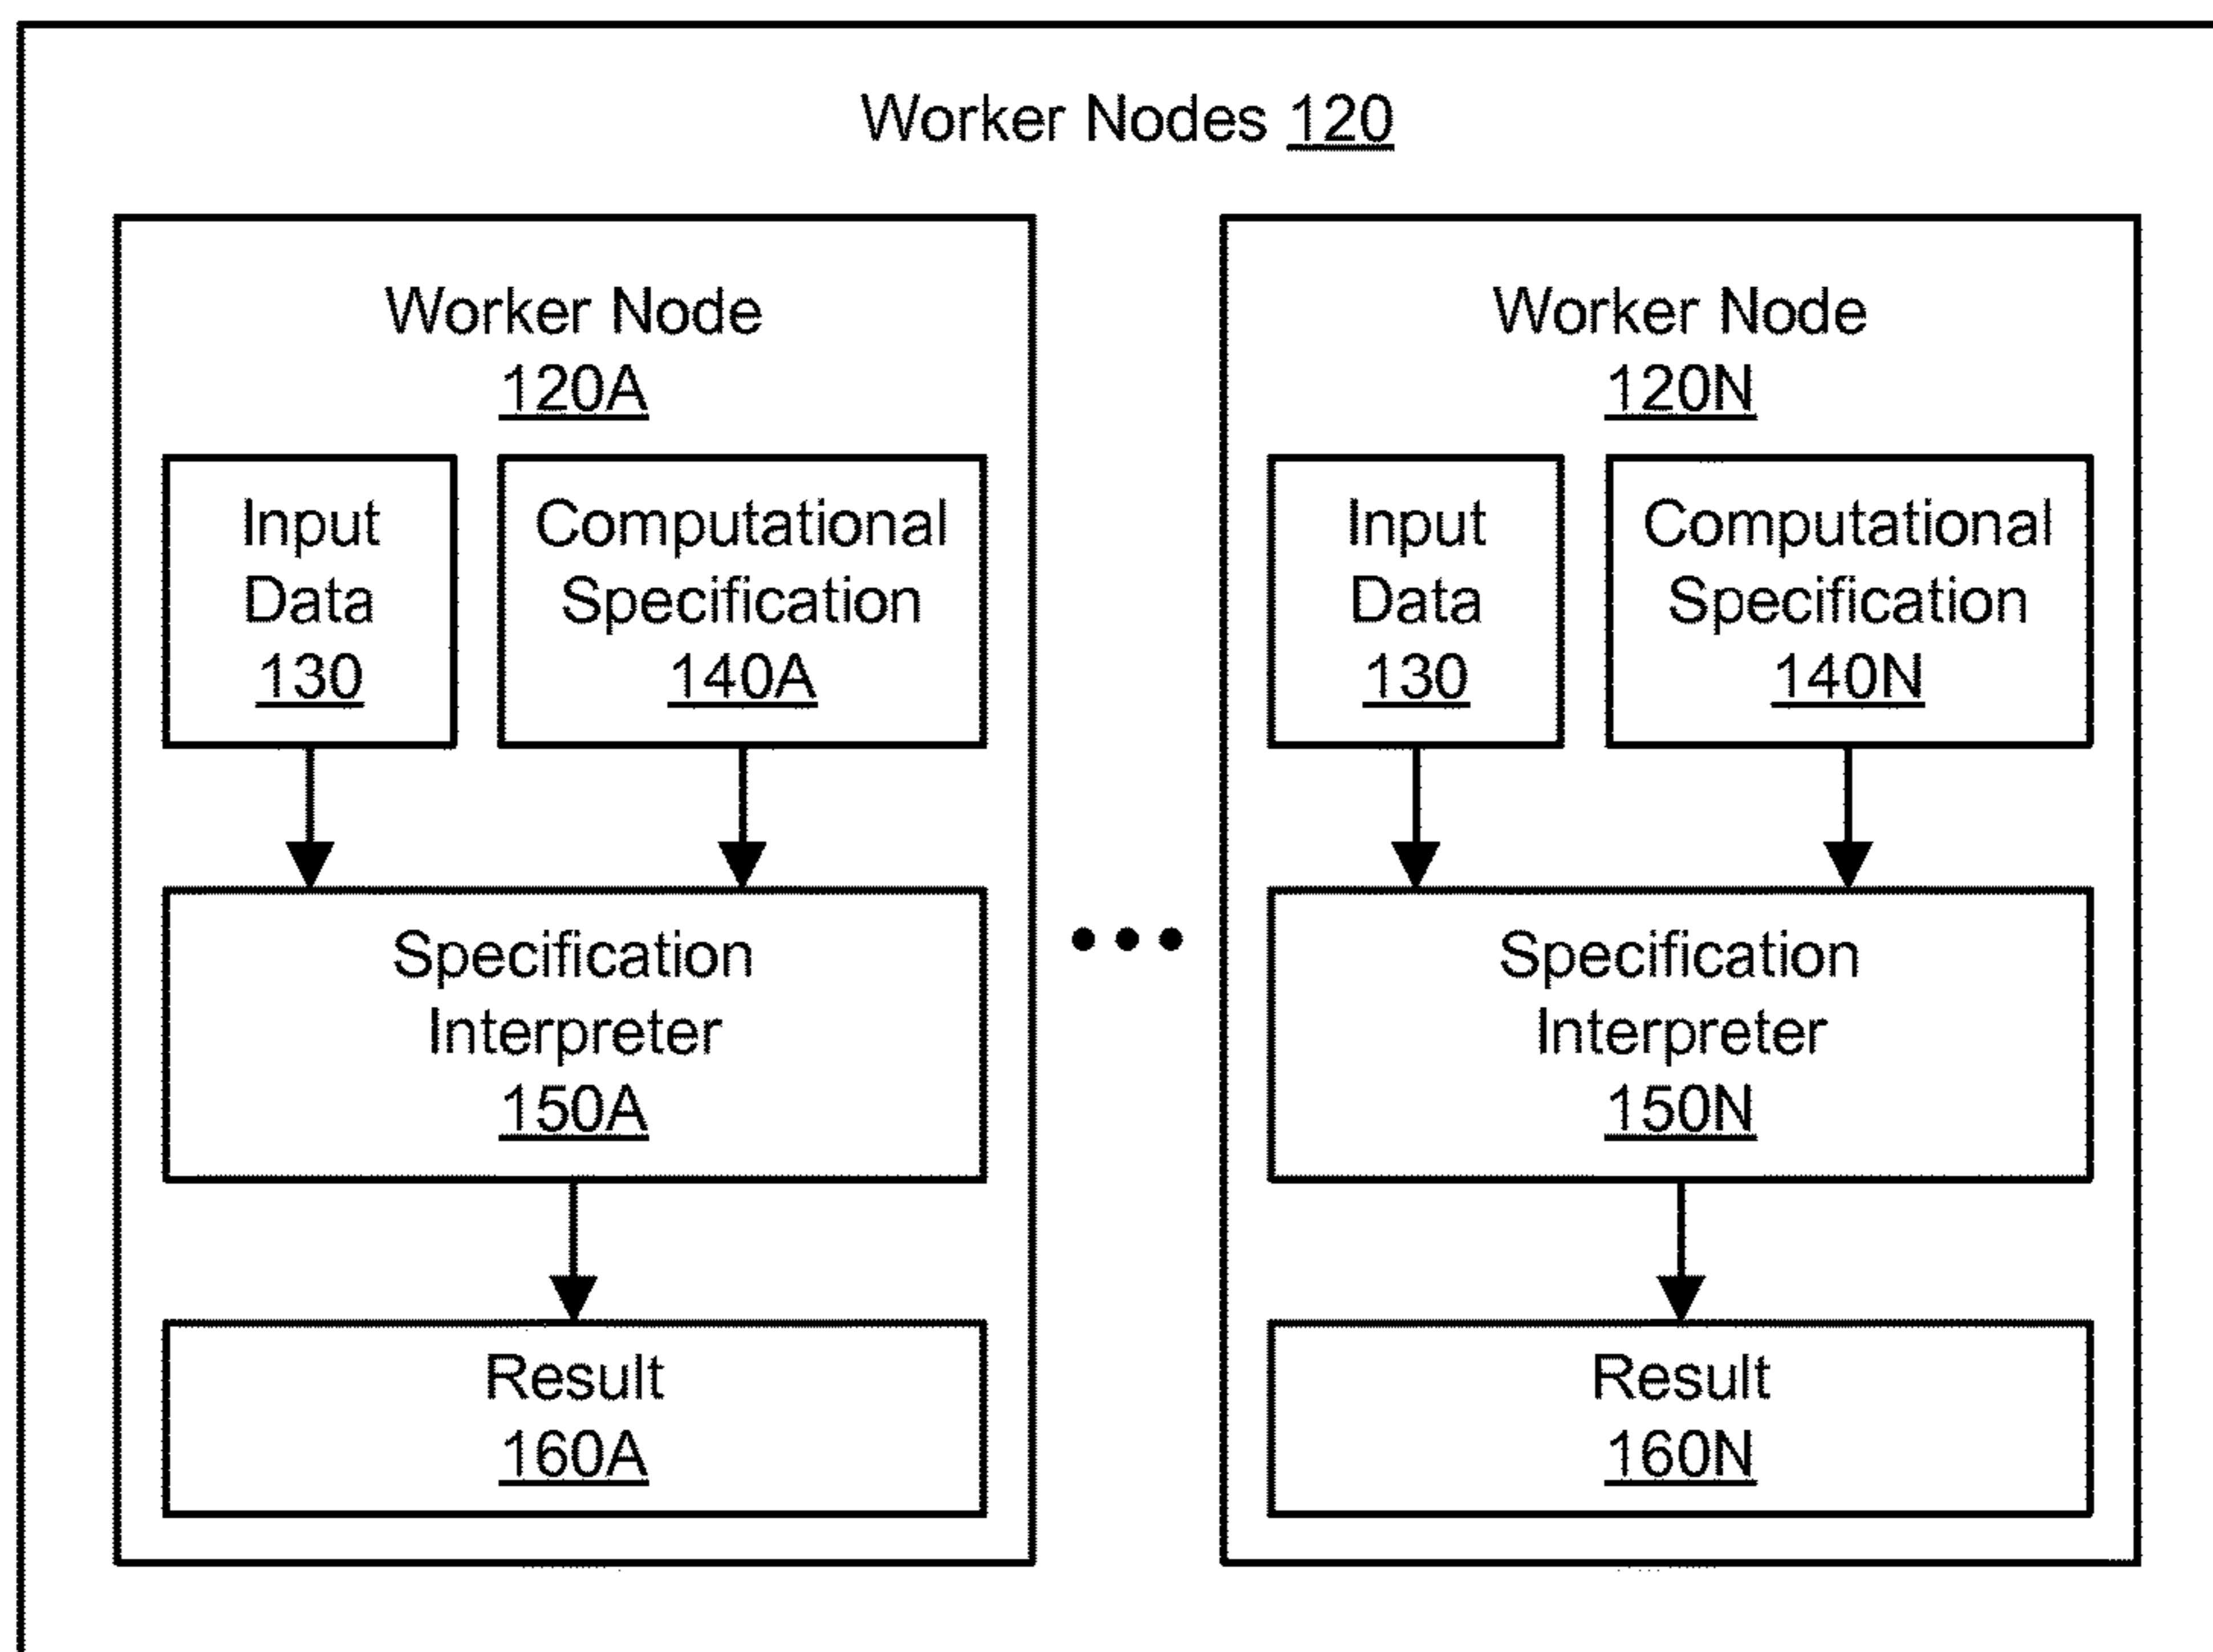 Worker Nodes 120
Worker Node
120A
Input
Data
130
Computational
Specification
140A
Specification
Interpreter
150A
Result
160A
Worker Node
120N
Input
Data
130
Computational
Specification
140N
Specification
Interpreter
150N
Result
160N